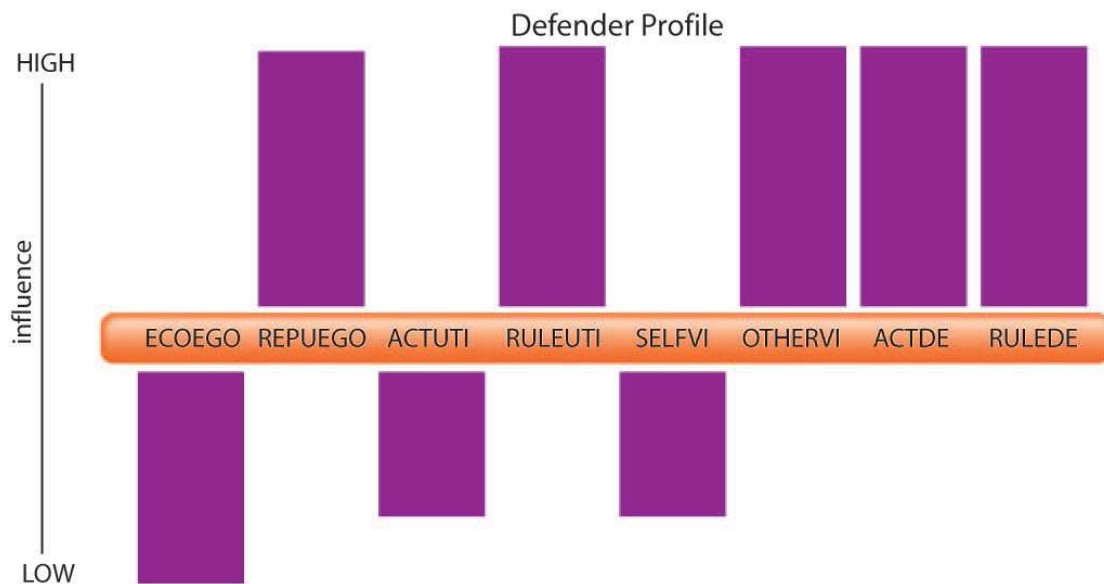 Defender Profile
HIGH
influence
ECOEGO REPUEGO ACTUTI RULEUTI SELFVI OTHERVI ACTDE RULEDE
LOW